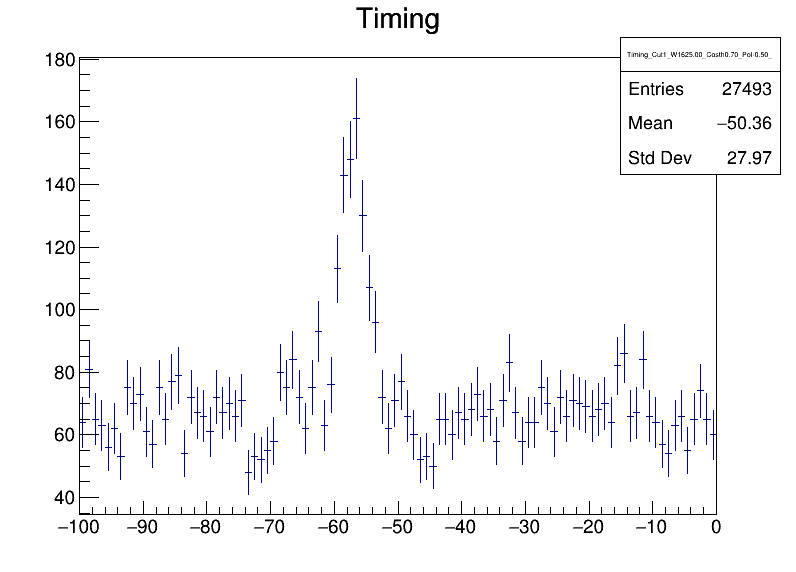 Timing
Timing_Cut1_W1625.00_Costh0.70_Pol-0.50_
Entries 27493
Mean −50.36
Std Dev 27.97
180
160
140
120
100
80
60
40
−100 −90 −80 −70 −60 −50 −40 −30 −20 −10 0